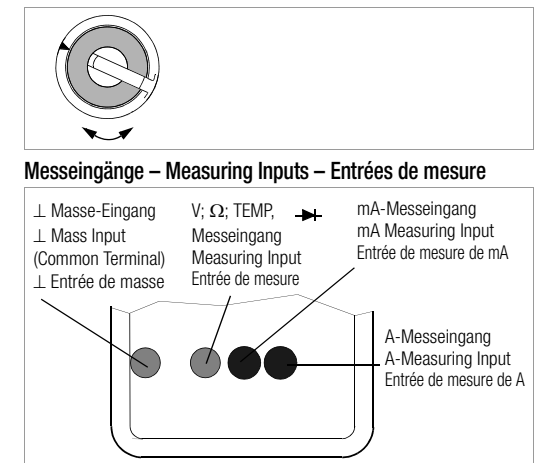 Messeingänge – Measuring Inputs – Entrées de mesure
⊥ Masse-Eingang
⊥ Mass Input
(Common Terminal)
⊥ Entrée de masse
V; Ω; TEMP,
Messeingang
Measuring Input
Entrée de mesure
mA-Messeingang
mA Measuring Input
Entrée de mesure de mA
A-Messeingang
A-Measuring Input
Entrée de mesure de A